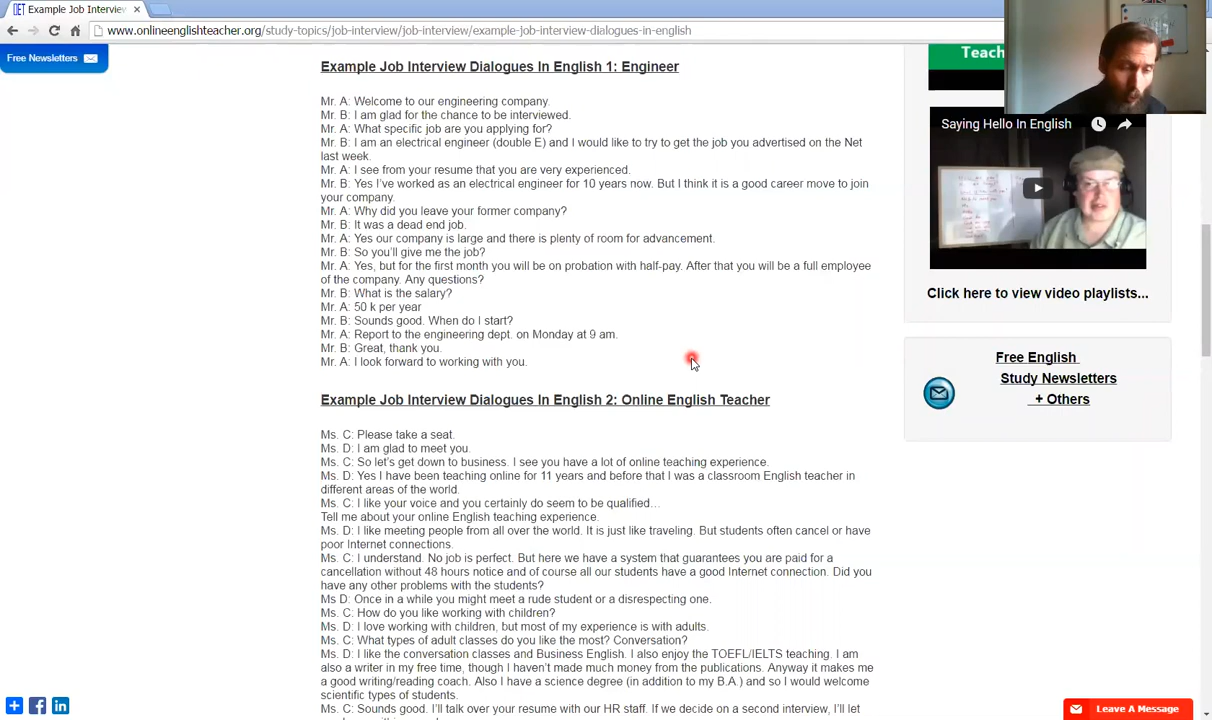 Example Job Interview
www.onlineenglishteacher.org/study-topics/job-interview/job-interview/example-job-interview-dialogues-in-english
Free Newsletters
Example Job Interview Dialogues In English 1: Engineer
Mr. A: Welcome to our engineering company.
Mr. B: I am glad for the chance to be interviewed.
Mr. A: What specific job are you applying for?
Mr. B: I am an electrical engineer (double E) and I would like to try to get the job you advertised on the Net
last week.
Mr. A: I see from your resume that you are very experienced.
Mr. B: Yes I've worked as an electrical engineer for 10 years now. But I think it is a good career move to join
your company.
Mr. A: Why did you leave your former company?
Mr. B: It was a dead end job.
Mr. A: Yes our company is large and there is plenty of room for advancement.
Mr. B: So you'll give me the job?
Mr. A: Yes, but for the first month you will be on probation with half-pay. After that you will be a full employee
of the company. Any questions?
Mr. B: What is the salary?
Mr. A: 50 k per year
Mr. B: Sounds good. When do I start?
Mr. A: Report to the engineering dept. on Monday at 9 am.
Mr. B: Great, thank you.
Mr. A: I look forward to working with you.
Example Job Interview Dialogues In English 2: Online English Teacher
Ms. C: Please take a seat.
Ms. D: I am glad to meet you.
Ms. C: So let's get down to business. I see you have a lot of online teaching experience.
Ms. D: Yes I have been teaching online for 11 years and before that I was a classroom English teacher in
different areas of the world.
Ms. C: I like your voice and you certainly do seem to be qualified…
Tell me about your online English teaching experience.
Ms. D: I like meeting people from all over the world. It is just like traveling. But students often cancel or have
poor Internet connections.
Ms. C: I understand. No job is perfect. But here we have a system that guarantees you are paid for a
cancellation without 48 hours notice and of course all our students have a good Internet connection. Did you
have any other problems with the students?
Ms D: Once in a while you might meet a rude student or a disrespecting one.
Ms. C: How do you like working with children?
Ms. D: I love working with children, but most of my experience is with adults.
Ms. C: What types of adult classes do you like the most? Conversation?
Ms. D: I like the conversation classes and Business English. I also enjoy the TOEFL/IELTS teaching. I am
also a writer in my free time, though I haven't made much money from the publications. Anyway it makes me
a good writing/reading coach. Also I have a science degree (in addition to my B.A.) and so I would welcome
scientific types of students.
Ms. C: Sounds good. I'll talk over your resume with our HR staff. If we decide on a second interview, I'll let
Saying Hello In English
Click here to view video playlists...
Free English
Study Newsletters
+ Others
Leave A Message